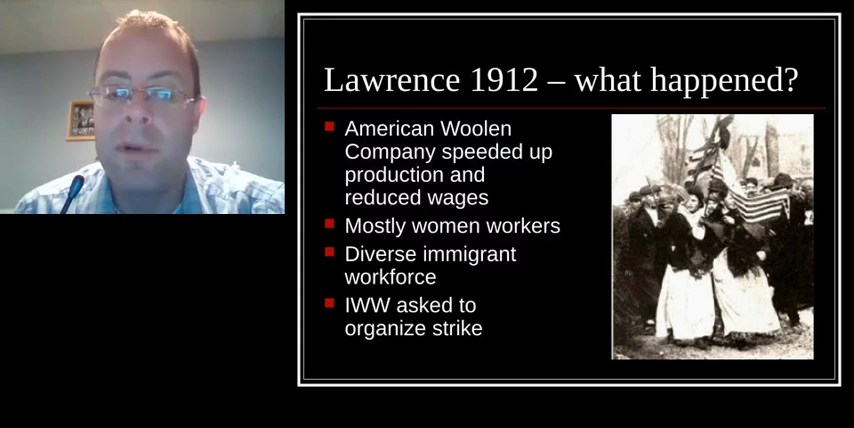 Lawrence 1912 – what happened?
American Woolen
Company speeded up
production and
reduced wages
Mostly women workers
Diverse immigrant
workforce
IWW asked to
organize strike